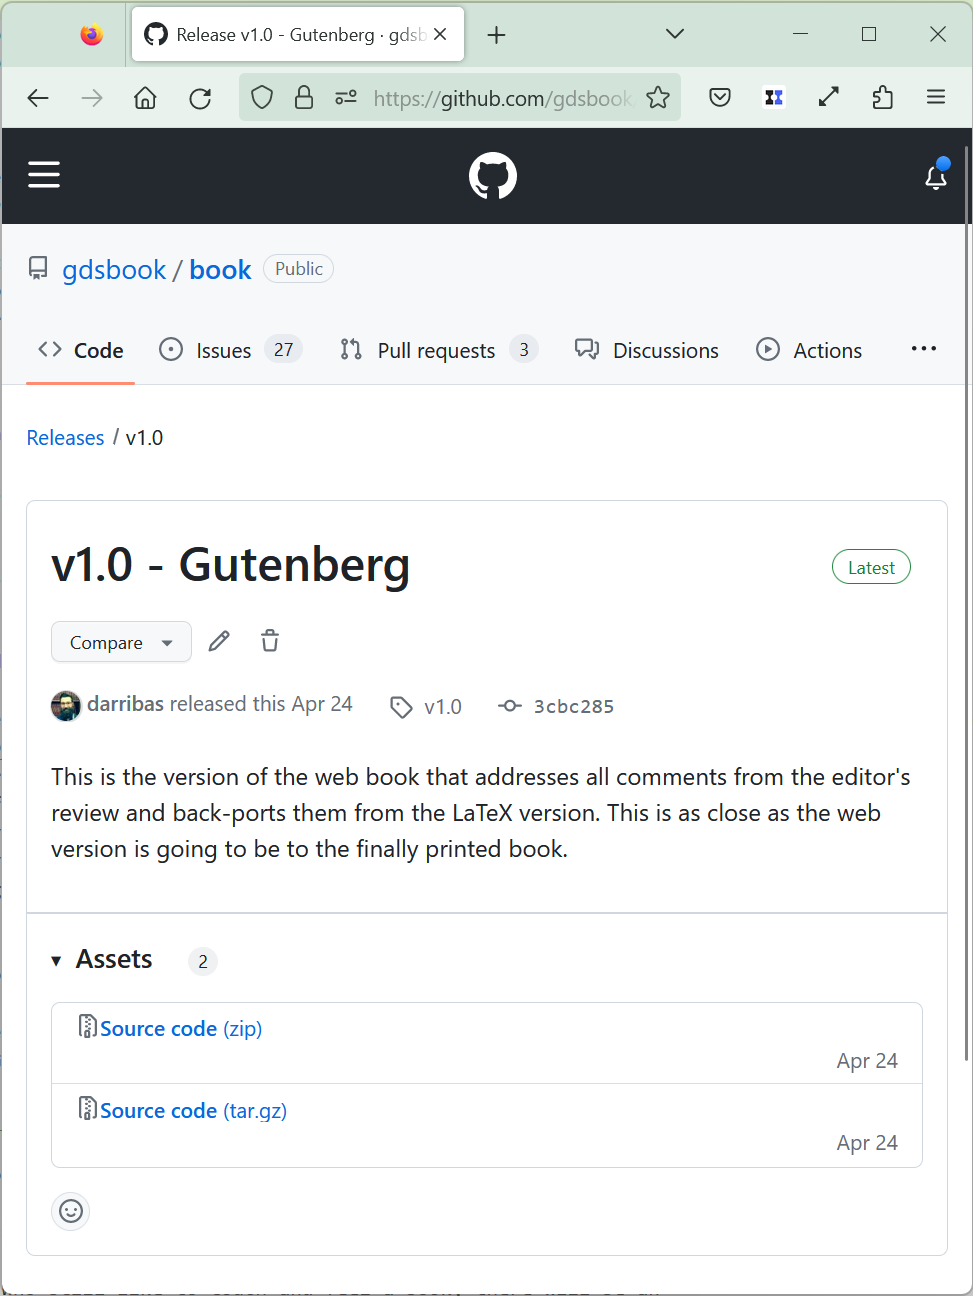 Release v1.0 - Gutenberg · gdsb
https://github.com/gdsbook
gdsbook / book Public
Code Issues 27 Pull requests 3 Discussions Actions
Releases / v1.0
v1.0 - Gutenberg
Latest
Compare
darribas released this Apr 24 v1.0 3cbc285
This is the version of the web book that addresses all comments from the editor's
review and back-ports them from the LaTeX version. This is as close as the web
version is going to be to the finally printed book.
Assets 2
Source code (zip)
Apr 24
Source code (tar.gz)
Apr 24